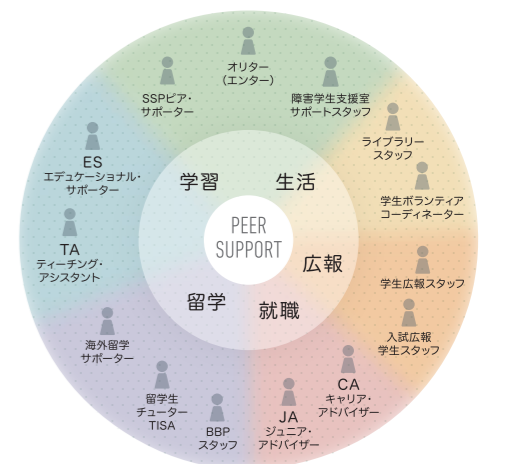 オリター
（エンター）
SSPピア・
サポーター
障害学生支援室
サポートスタッフ
ライブラリー
スタッフ
ES
エデュケーショナル・
サポーター
学生ボランティア
コーディネーター
学習
生活
PEER
SUPPORT
TA
ティーチング・
アシスタント
広報
学生広報スタッフ
留学
就職
入試広報
学生スタッフ
海外留学
サポーター
CA
キャリア・
アドバイザー
留学生
チューター
TISA
BBP
スタッフ
JA
ジュニア・
アドバイザー